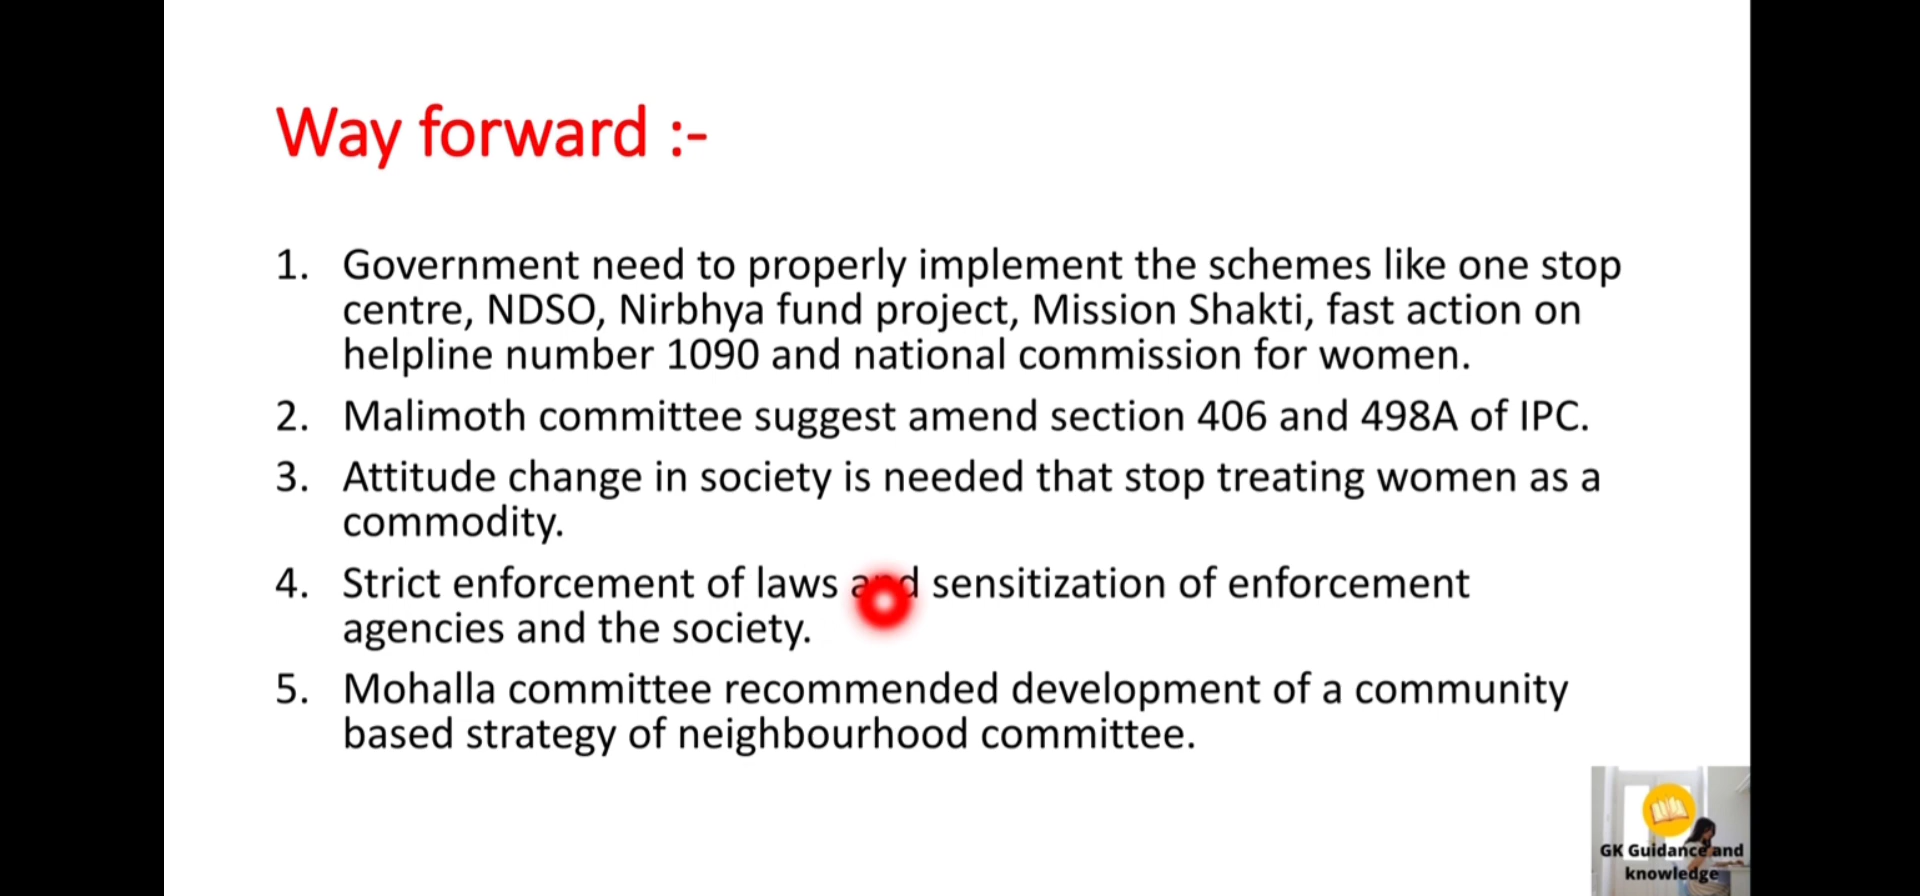 Way forward :-
1. Government need to properly implement the schemes like one stop
centre, NDSO, Nirbhya fund project, Mission Shakti, fast action on
helpline number 1090 and national commission for women.
2. Malimoth committee suggest amend section 406 and 498A of IPC.
3. Attitude change in society is needed that stop treating women as a
commodity.
4. Strict enforcement of laws and sensitization of enforcement
agencies and the society.
5. Mohalla committee recommended development of a community
based strategy of neighbourhood committee.
GK Guidance and
knowledge